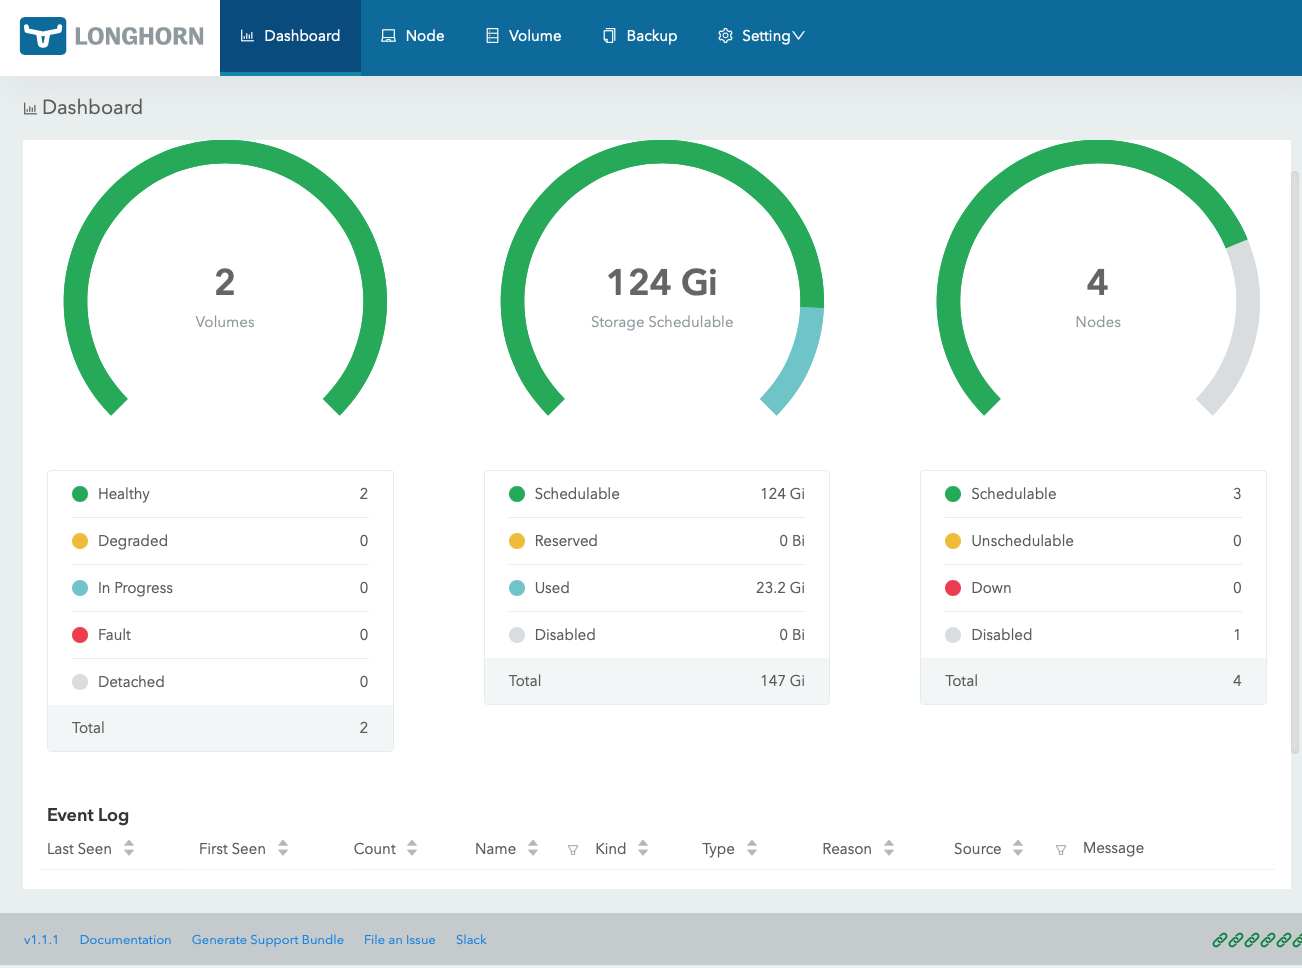 LONGHORN
Dashboard
Node
Volume
Backup
Setting
Dashboard
2
Volumes
124 Gi
Storage Schedulable
4
Nodes
Healthy 2
Degraded 0
In Progress 0
Fault 0
Detached 0
Total 2
Schedulable 124 Gi
Reserved 0 Bi
Used 23.2 Gi
Disabled 0 Bi
Total 147 Gi
Schedulable 3
Unschedulable 0
Down 0
Disabled 1
Total 4
Event Log
Last Seen First Seen Count Name Kind Type Reason Source Message
v1.1.1 Documentation Generate Support Bundle File an Issue Slack